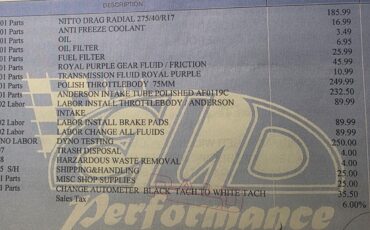 DESCRIPTION
01 Parts NITTO DRAG RADIAL 275/40/R17 185.99
01 Parts ANTI FREEZE COOLANT 16.99
01 Parts OIL 3.49
01 Parts OIL FILTER 6.95
01 Parts FUEL FILTER 25.99
01 Parts ROYAL PURPLE GEAR FLUID / FRICTION 45.99
01 Parts TRANSMISSION FLUID ROYAL PURPLE 10.99
01 Parts POLISH THROTTLEBODY 75MM 249.99
01 Parts ANDERSON INTAKE TUBE POLISHED AF0119C 232.50
02 Labor LABOR INSTALL THROTTLEBODY / ANDERSON 89.99
INTAKE
02 Labor LABOR INSTALL BRAKE PADS 89.99
02 Labor LABOR CHANGE ALL FLUIDS 89.99
NO LABOR DYNO TESTING 250.00
TRASH DISPOSAL 4.00
HARZARDOUS WASTE REMOVAL 4.00
S/H SHIPPING&HANDLING 25.00
Parts MISC SHOP SUPPLIES 25.00
Parts CHANGE AUTOMETER BLACK TACH TO WHITE TACH 35.50
Sales Tax 6.00%
Performance